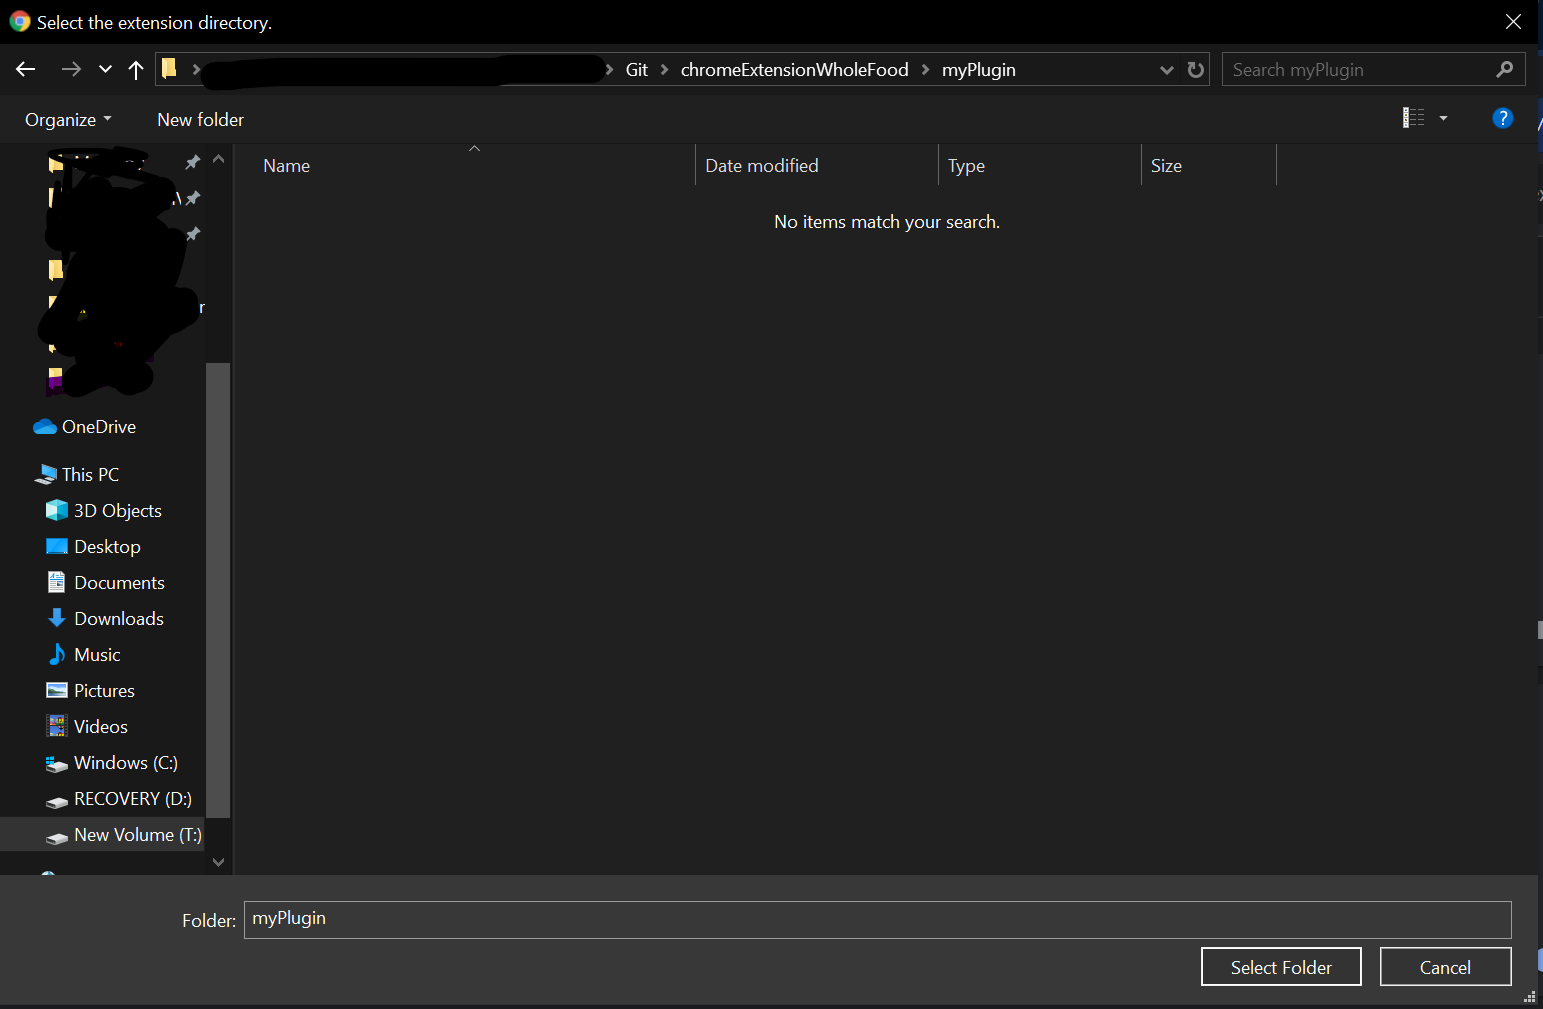 Select the extension directory.
Git chromeExtensionWholeFood myPlugin
Search myPlugin
Organize
New folder
?
Name
Date modified
Type
Size
No items match your search.
OneDrive
This PC
3D Objects
Desktop
Documents
Downloads
Music
Pictures
Videos
Windows (C:)
RECOVERY (D:)
New Volume (T:)
Folder:
myPlugin
Select Folder
Cancel